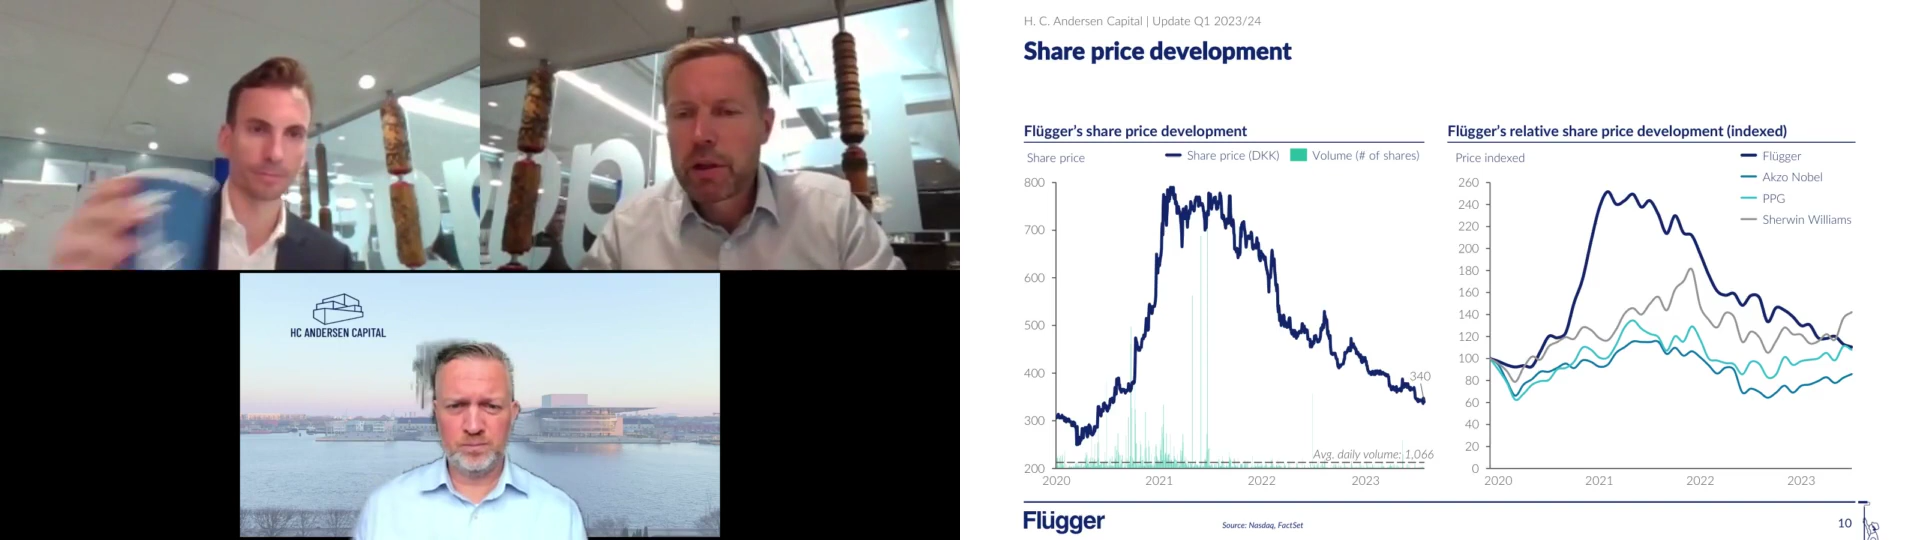 HC ANDERSEN CAPITAL
H. C. Andersen Capital | Update Q1 2023/24
Share price development
Flügger's share price development
Share price
Share price (DKK)
Volume (# of shares)
800
700
600
500
400
300
200
340
Avg. daily volume: 1,066
2020 2021 2022 2023
Flügger's relative share price development (indexed)
Price indexed
Flügger
Akzo Nobel
PPG
Sherwin Williams
260
240
220
200
180
160
140
120
100
80
60
40
20
0
2020 2021 2022 2023
Flügger
Source: Nasdaq, FactSet
10